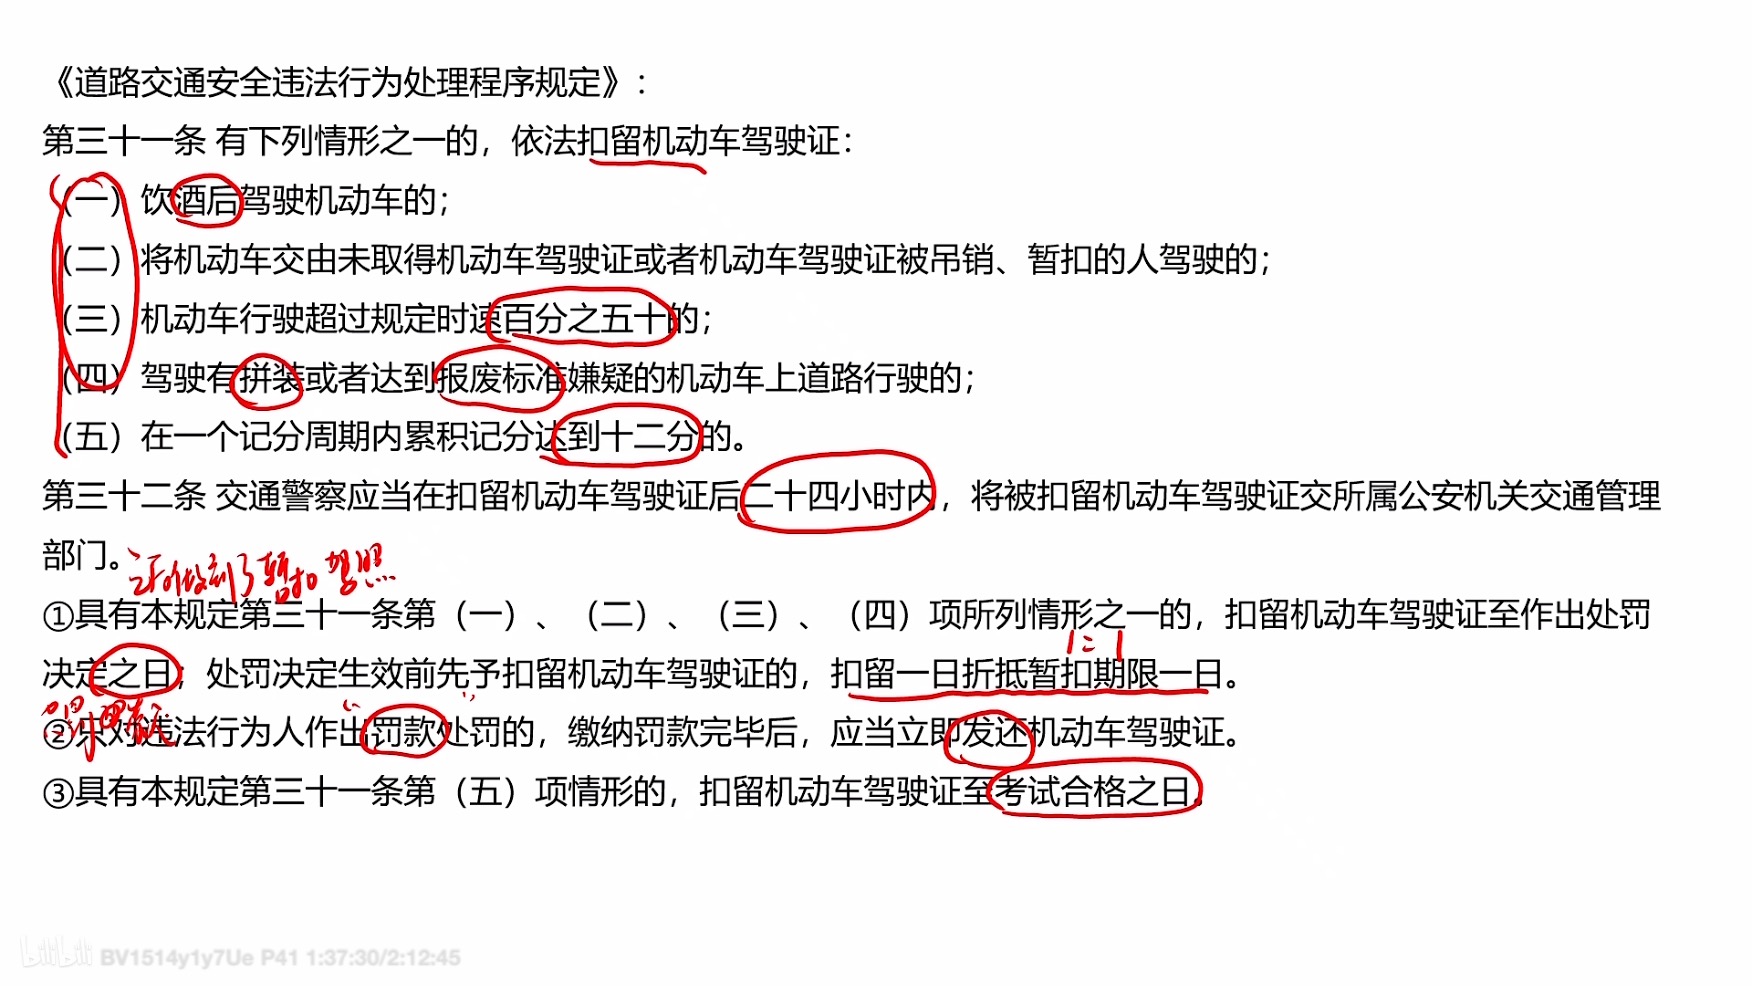 《道路交通安全违法行为处理程序规定》：
第三十一条 有下列情形之一的，依法扣留机动车驾驶证：
（一）饮酒后驾驶机动车的；
（二）将机动车交由未取得机动车驾驶证或者机动车驾驶证被吊销、暂扣的人驾驶的；
（三）机动车行驶超过规定时速百分之五十的；
（四）驾驶有拼装或者达到报废标准嫌疑的机动车上道路行驶的；
（五）在一个记分周期内累积记分达到十二分的。
第三十二条 交通警察应当在扣留机动车驾驶证后二十四小时内，将被扣留机动车驾驶证交所属公安机关交通管理
部门。
暂扣 驾照
①具有本规定第三十一条第（一）、（二）、（三）、（四）项所列情形之一的，扣留机动车驾驶证至作出处罚
1:1
决定之日；处罚决定生效前先予扣留机动车驾驶证的，扣留一日折抵暂扣期限一日。
②只对违法行为人作出罚款处罚的，缴纳罚款完毕后，应当立即发还机动车驾驶证。
③具有本规定第三十一条第（五）项情形的，扣留机动车驾驶证至考试合格之日。
bilibili BV1514y1y7Ue P41 1:37:30/2:12:45